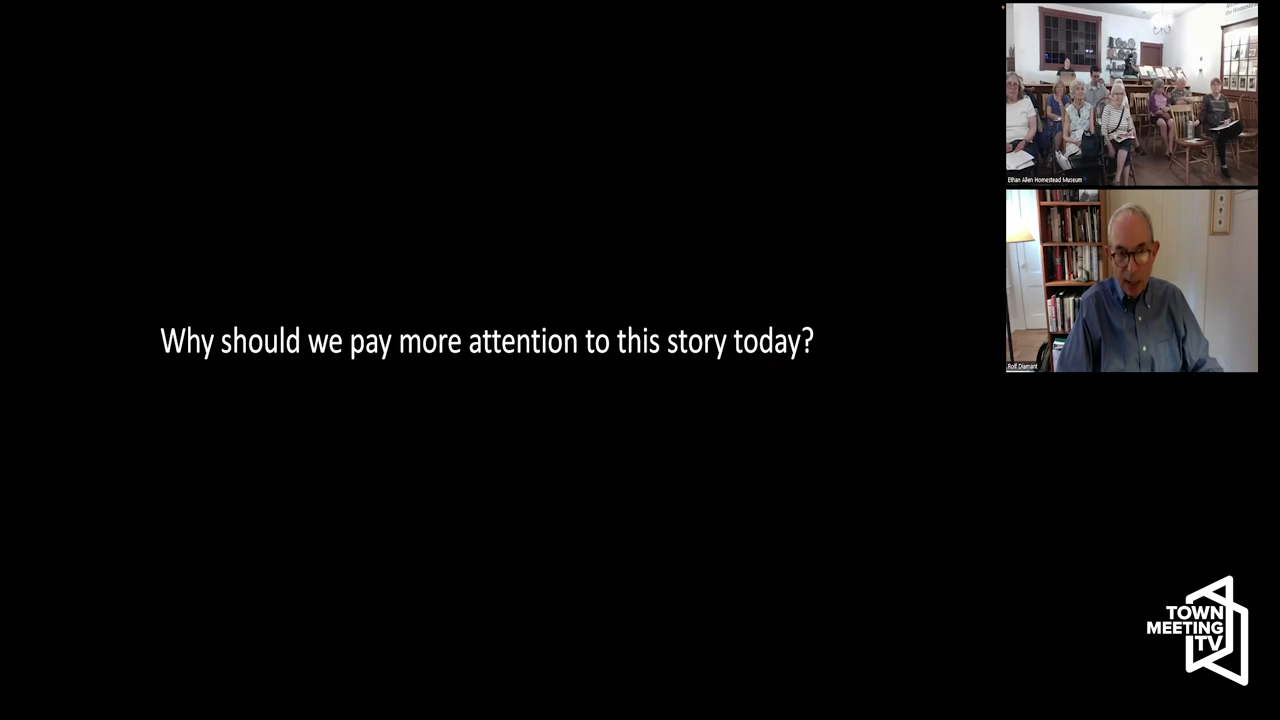 Why should we pay more attention to this story today?
Ethan Allen Homestead Museum
Rolf Diamant
TOWN
MEETING
TV